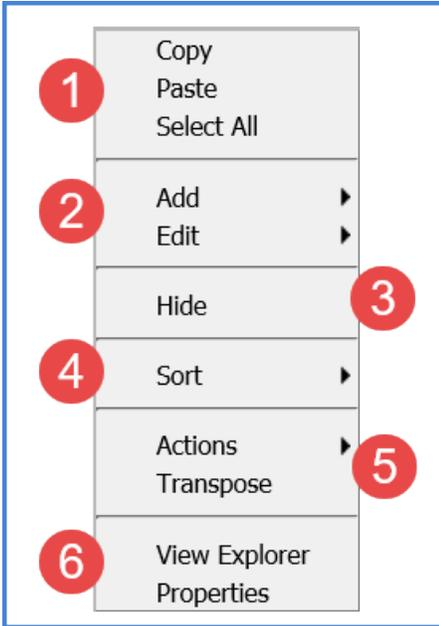 1
Copy
Paste
Select All
2
Add
Edit
Hide
3
4
Sort
Actions
5
Transpose
6
View Explorer
Properties